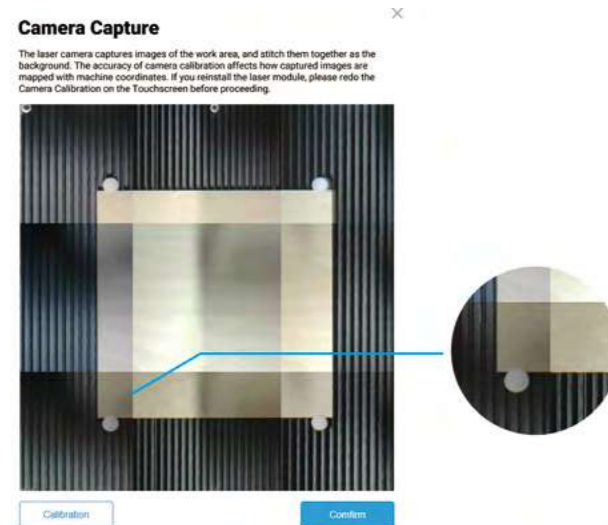 Camera Capture
The laser camera captures images of the work area, and stitch them together as the
background. The accuracy of camera calibration affects how captured images are
mapped with machine coordinates. If you reinstall the laser module, please redo the
Camera Calibration on the Touchscreen before proceeding.
Calibration
Confirm